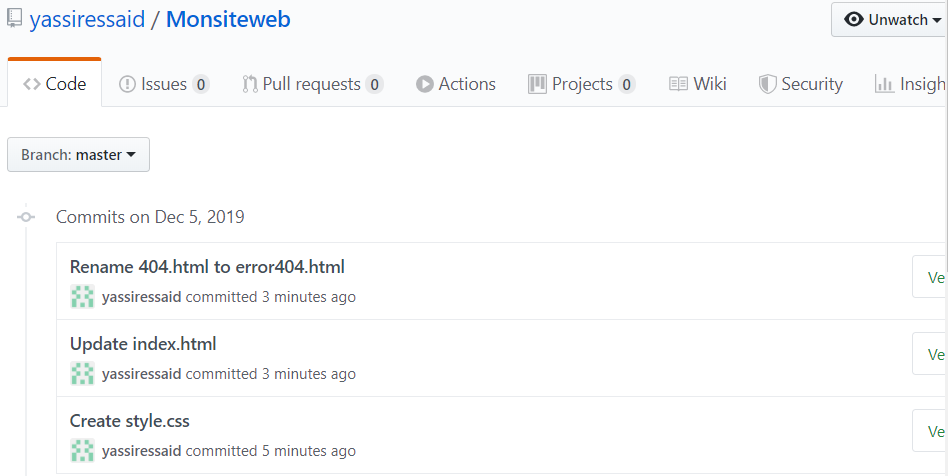 yassiressaid / Monsiteweb
Unwatch
Code
Issues 0
Pull requests 0
Actions
Projects 0
Wiki
Security
Insigh
Branch: master
Commits on Dec 5, 2019
Rename 404.html to error404.html
Ve
yassiressaid committed 3 minutes ago
Update index.html
Ve
yassiressaid committed 3 minutes ago
Create style.css
Ve
yassiressaid committed 5 minutes ago